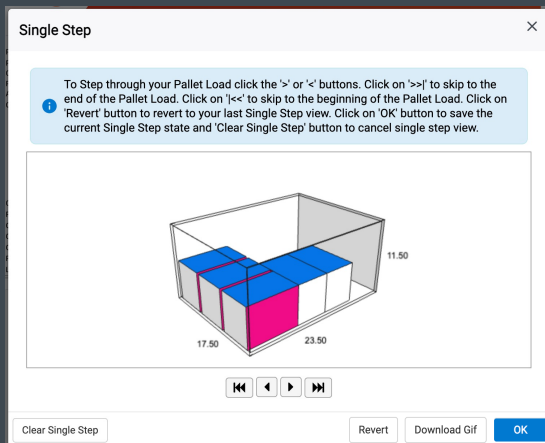 Single Step
To Step through your Pallet Load click the '>' or '<' buttons. Click on '>>|' to skip to the
end of the Pallet Load. Click on '|<<' to skip to the beginning of the Pallet Load. Click on
'Revert' button to revert to your last Single Step view. Click on 'OK' button to save the
current Single Step state and 'Clear Single Step' button to cancel single step view.
11.50
17.50
23.50
Clear Single Step
Revert
Download Gif
OK